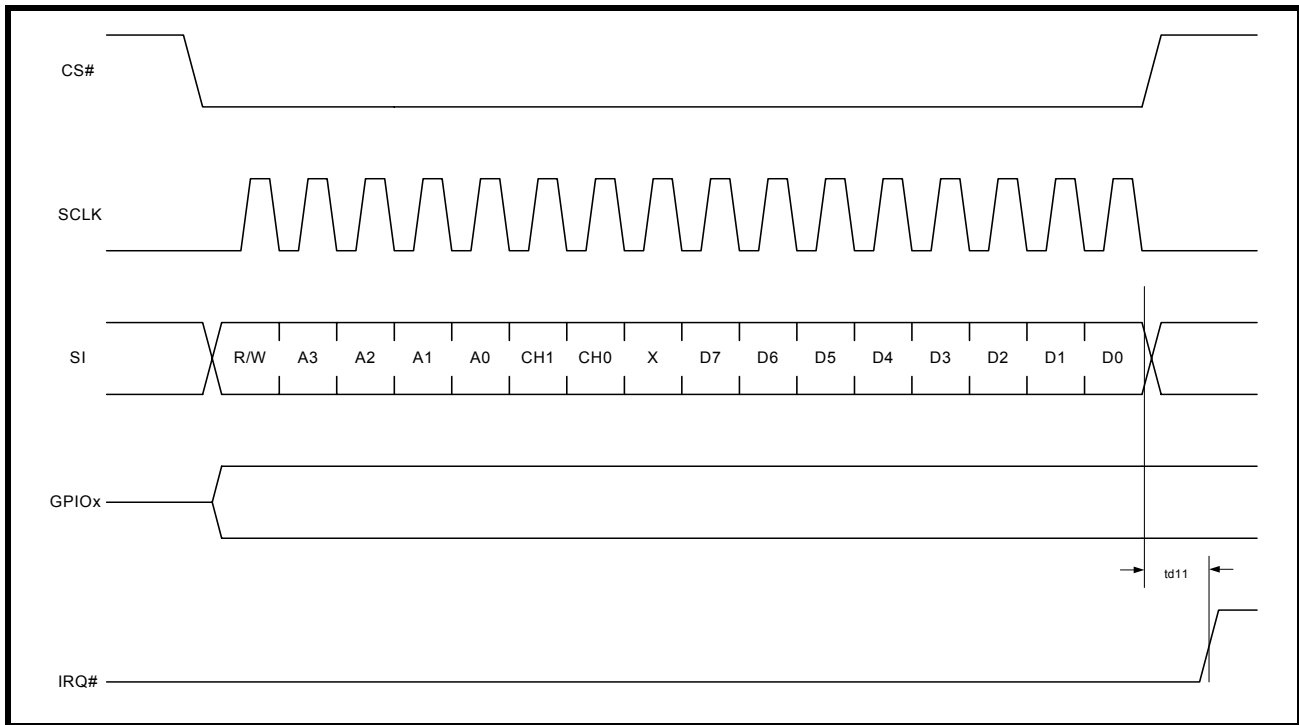 CS#
SCLK
SI
R/W A3 A2 A1 A0 CH1 CH0 X D7 D6 D5 D4 D3 D2 D1 D0
GPIOx
td11
IRQ#